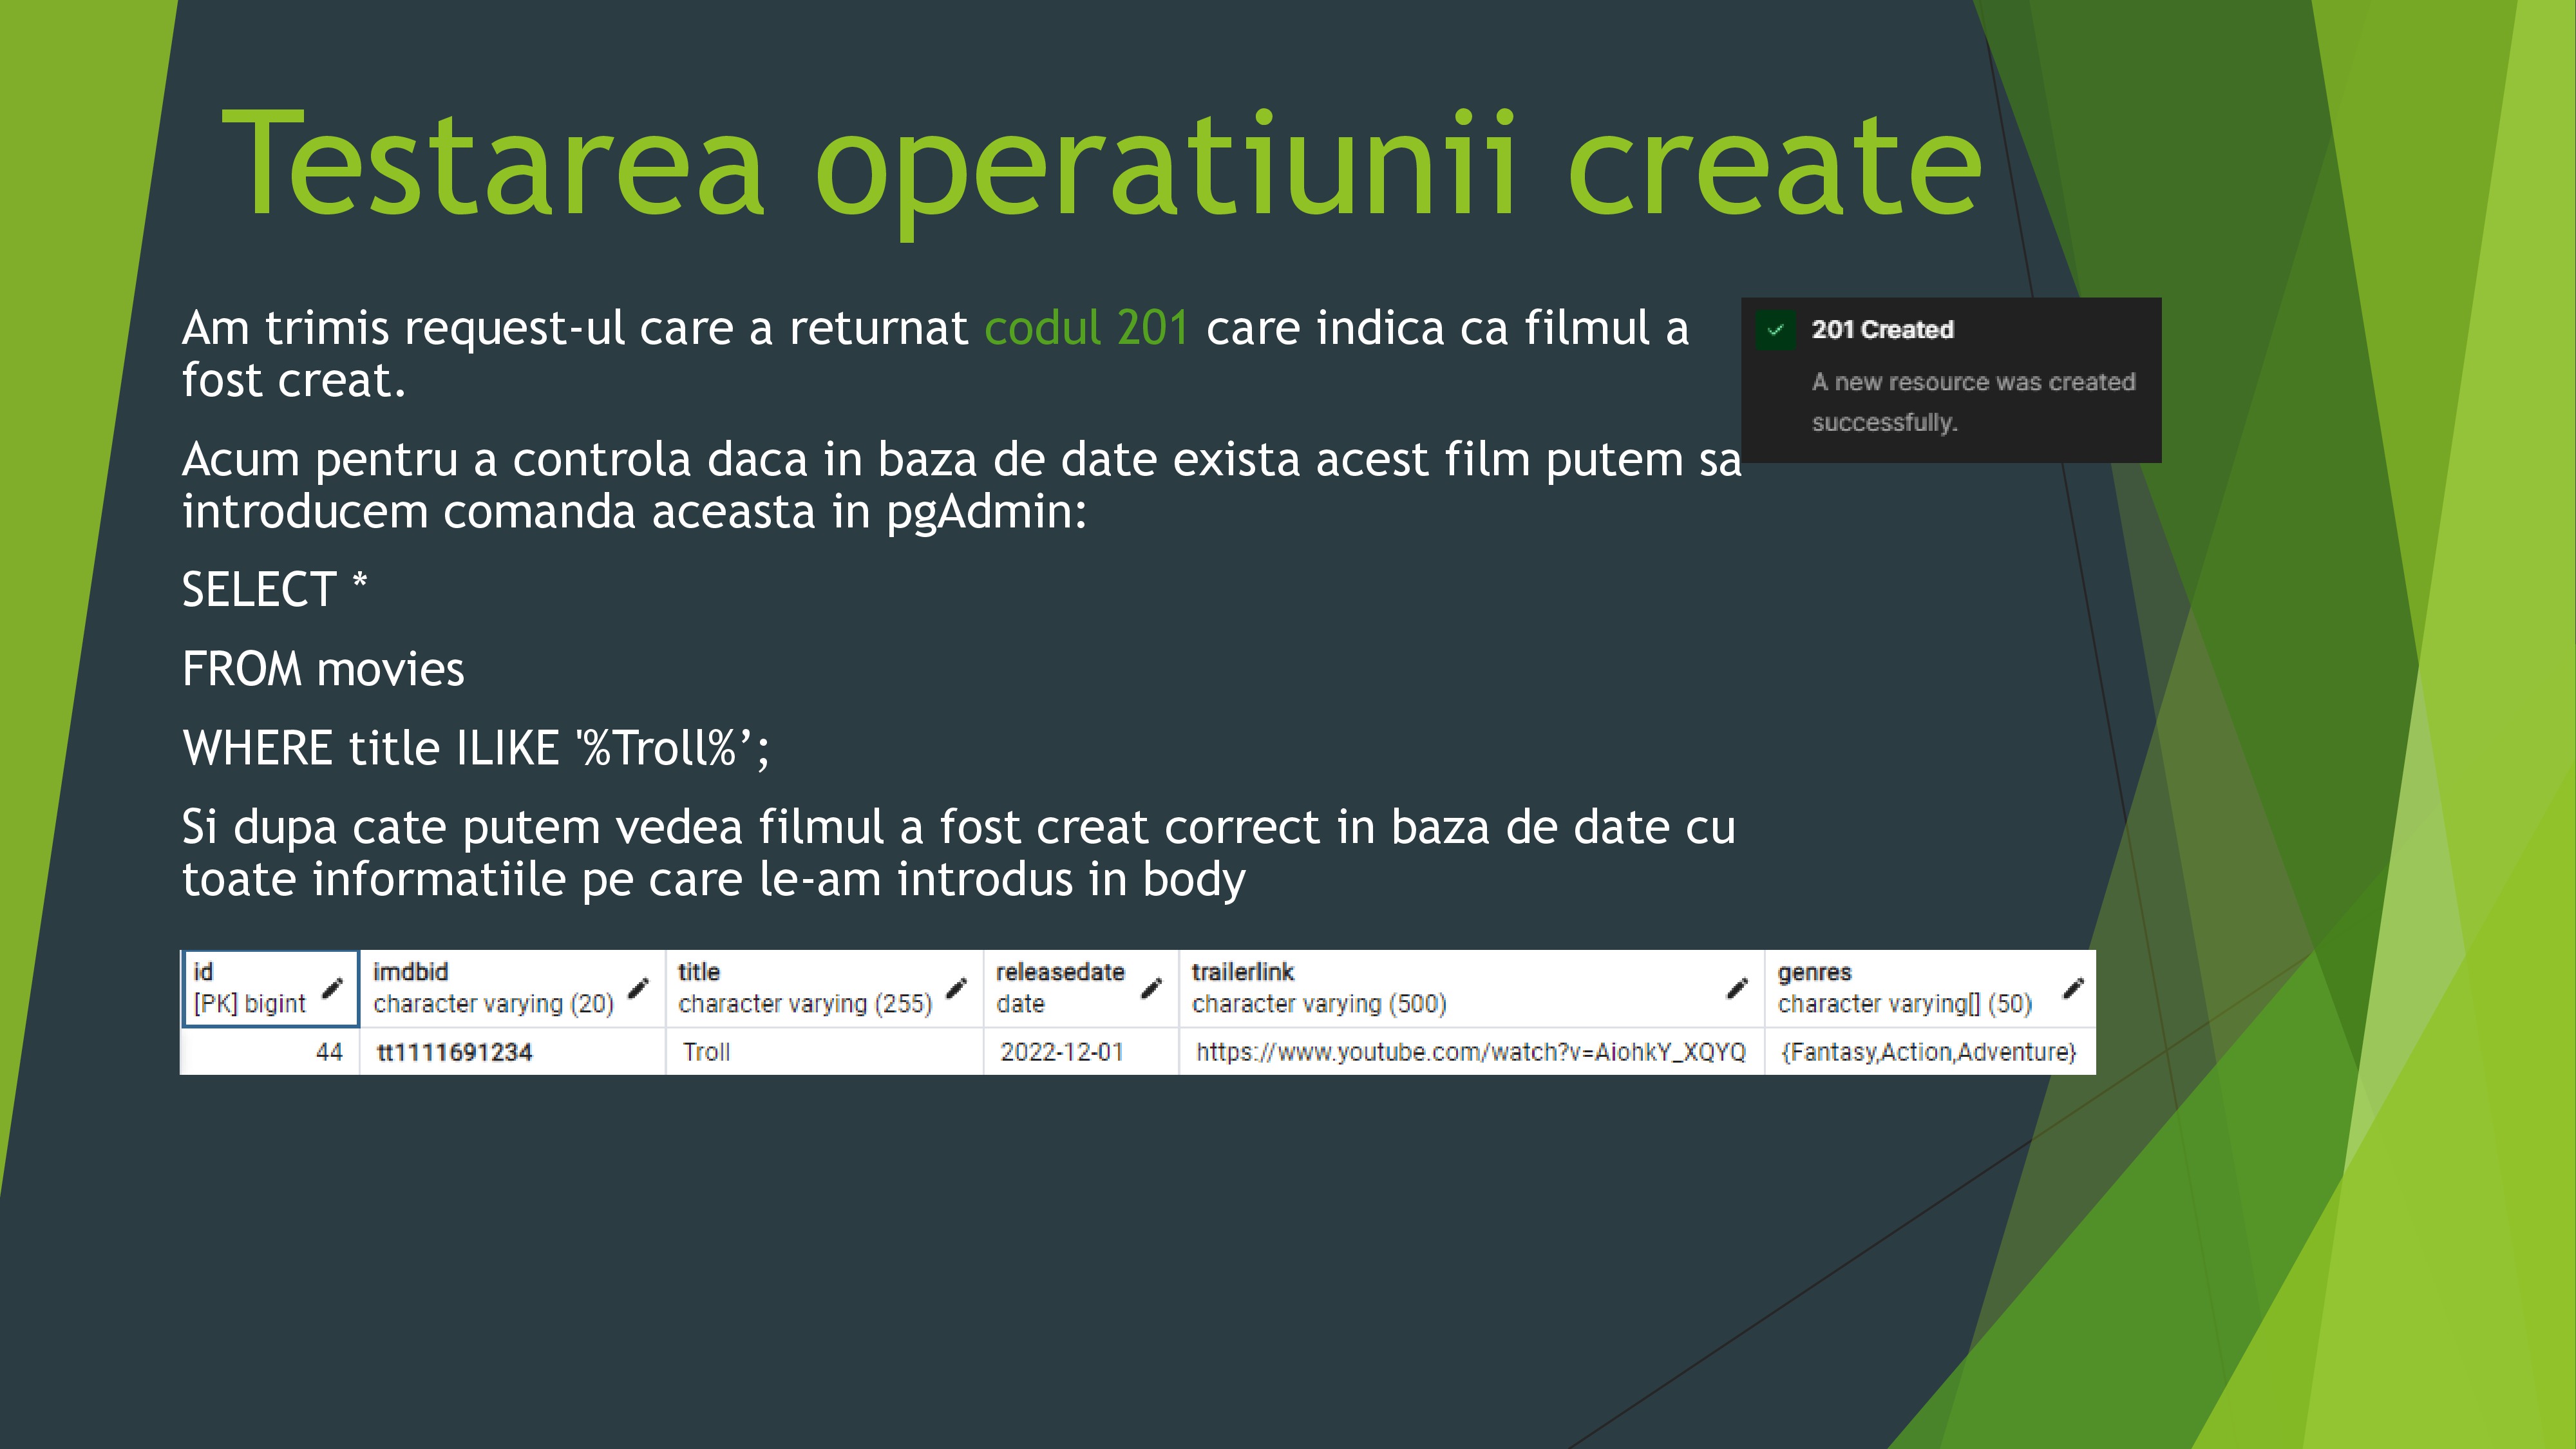 Testarea operatiunii create
Am trimis request-ul care a returnat codul 201 care indica ca filmul a
fost creat.
201 Created
A new resource was created
successfully.
Acum pentru a controla daca in baza de date exista acest film putem sa
introducem comanda aceasta in pgAdmin:
SELECT *
FROM movies
WHERE title ILIKE '%Troll%’;
Si dupa cate putem vedea filmul a fost creat correct in baza de date cu
toate informatiile pe care le-am introdus in body
id imdbid title releasedate trailerlink genres
[PK] bigint character varying (20) character varying (255) date character varying (500) character varying[] (50)
44 tt1111691234 Troll 2022-12-01 https://www.youtube.com/watch?v=AiohkY_XQYQ {Fantasy,Action,Adventure}